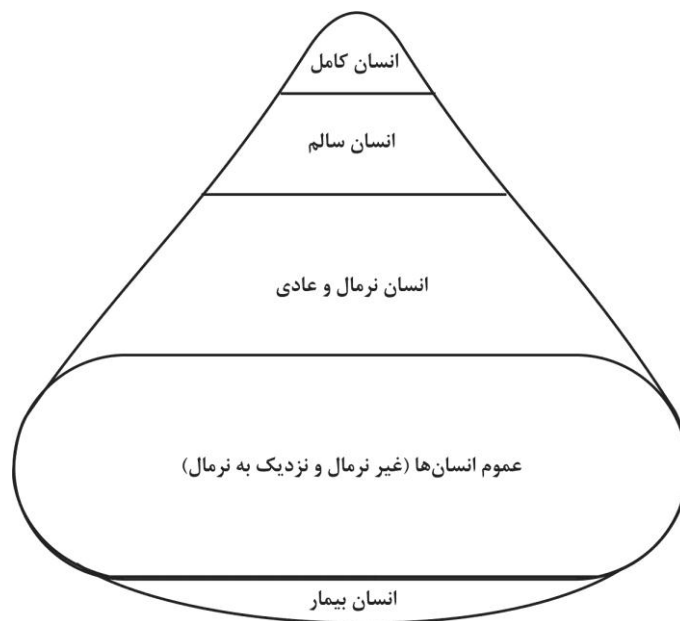 انسان کامل
انسان سالم
انسان نرمال و عادی
عموم انسان‌ها (غیر نرمال و نزدیک به نرمال)
انسان بیمار